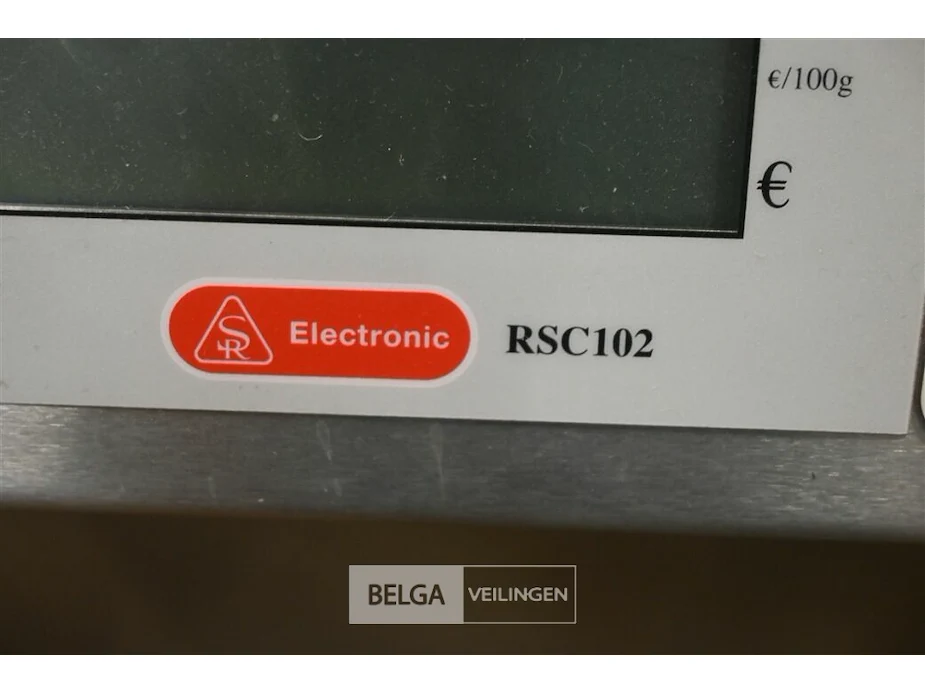 €/100g
€
SR Electronic RSC102
BELGA VEILINGEN